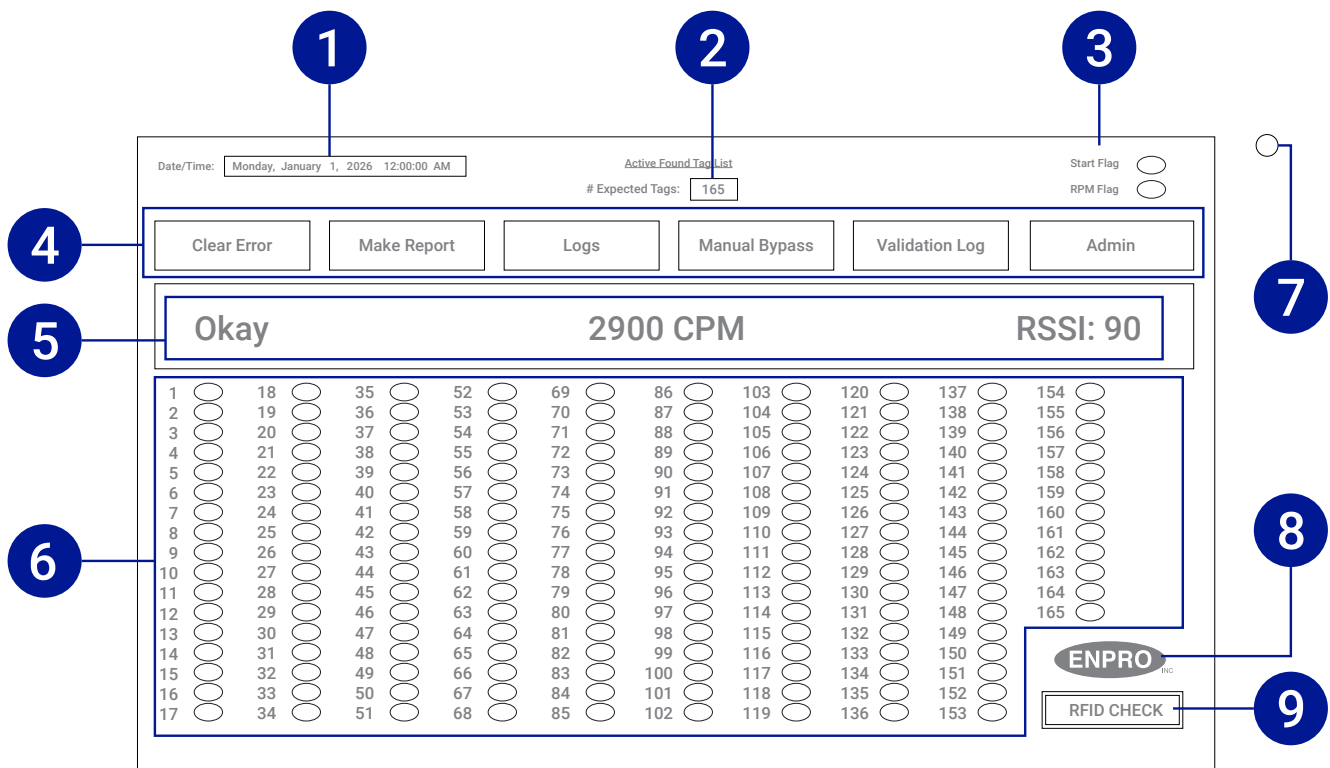 1 2 3
Date/Time: Monday, January 1, 2026 12:00:00 AM Active Found Tag List Start Flag
# Expected Tags: 165 RPM Flag
4 Clear Error Make Report Logs Manual Bypass Validation Log Admin
7
5 Okay 2900 CPM RSSI: 90
1 18 35 52 69 86 103 120 137 154
2 19 36 53 70 87 104 121 138 155
3 20 37 54 71 88 105 122 139 156
4 21 38 55 72 89 106 123 140 157
5 22 39 56 73 90 107 124 141 158
6 23 40 57 74 91 108 125 142 159
7 24 41 58 75 92 109 126 143 160
8 25 42 59 76 93 110 127 144 161
8
9 26 43 60 77 94 111 128 145 162
6
10 27 44 61 78 95 112 129 146 163
11 28 45 62 79 96 113 130 147 164
12 29 46 63 80 97 114 131 148 165
13 30 47 64 81 98 115 132 149
14 31 48 65 82 99 116 133 150
ENPRO INC
15 32 49 66 83 100 117 134 151
16 33 50 67 84 101 118 135 152
17 34 51 68 85 102 119 136 153
RFID CHECK 9